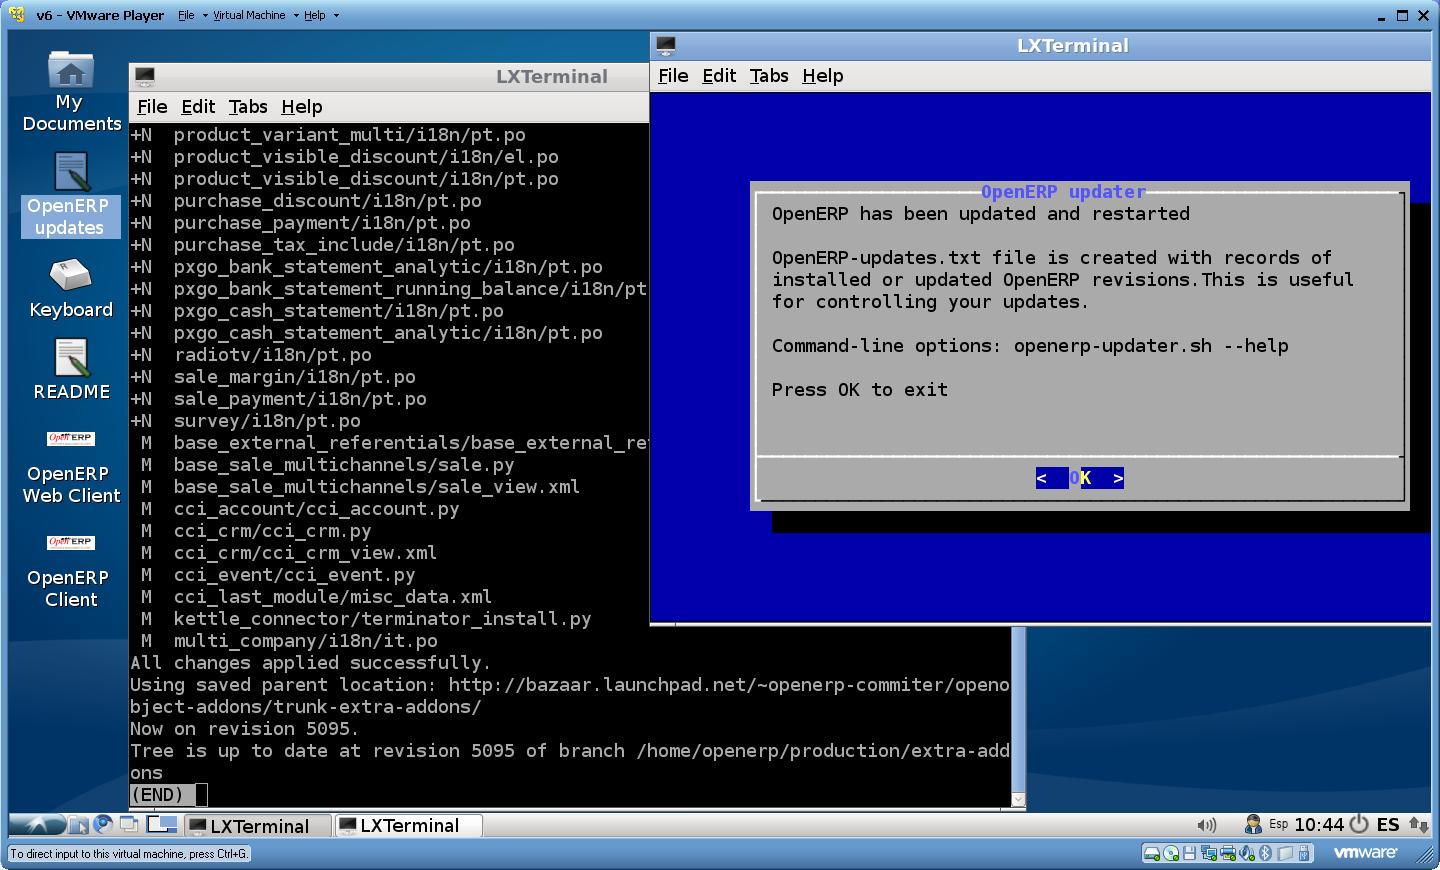 v6 - VMware Player File Virtual Machine Help
My
Documents
OpenERP
updates
Keyboard
README
OpenERP
OpenERP
Web Client
OpenERP
OpenERP
Client
LXTerminal
File Edit Tabs Help
+N product_variant_multi/i18n/pt.po
+N product_visible_discount/i18n/el.po
+N product_visible_discount/i18n/pt.po
+N purchase_discount/i18n/pt.po
+N purchase_payment/i18n/pt.po
+N purchase_tax_include/i18n/pt.po
+N pxgo_bank_statement_analytic/i18n/pt.po
+N pxgo_bank_statement_running_balance/i18n/pt
+N pxgo_cash_statement/i18n/pt.po
+N pxgo_cash_statement_analytic/i18n/pt.po
+N radiotv/i18n/pt.po
+N sale_margin/i18n/pt.po
+N sale_payment/i18n/pt.po
+N survey/i18n/pt.po
M base_external_referentials/base_external_re
M base_sale_multichannels/sale.py
M base_sale_multichannels/sale_view.xml
M cci_account/cci_account.py
M cci_crm/cci_crm.py
M cci_crm/cci_crm_view.xml
M cci_event/cci_event.py
M cci_last_module/misc_data.xml
M kettle_connector/terminator_install.py
M multi_company/i18n/it.po
All changes applied successfully.
Using saved parent location: http://bazaar.launchpad.net/~openerp-commiter/openo
bject-addons/trunk-extra-addons/
Now on revision 5095.
Tree is up to date at revision 5095 of branch /home/openerp/production/extra-add
ons
(END)
LXTerminal
File Edit Tabs Help
OpenERP updater
OpenERP has been updated and restarted
OpenERP-updates.txt file is created with records of
installed or updated OpenERP revisions.This is useful
for controlling your updates.
Command-line options: openerp-updater.sh --help
Press OK to exit
< OK >
LXTerminal LXTerminal Esp 10:44 ES
To direct input to this virtual machine, press Ctrl+G. vmware